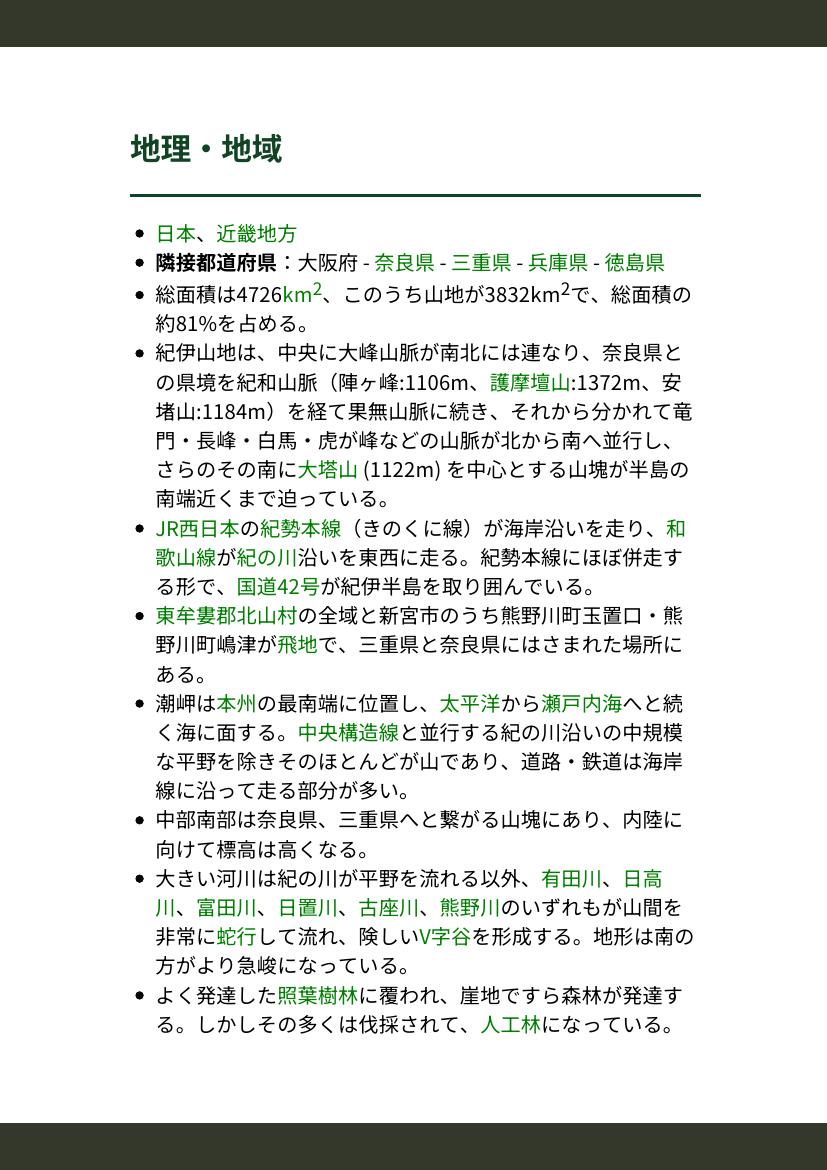 地理・地域
日本、近畿地方
隣接都道府県：大阪府 - 奈良県 - 三重県 - 兵庫県 - 徳島県
総面積は4726km2、このうち山地が3832km2で、総面積の
約81%を占める。
紀伊山地は、中央に大峰山脈が南北には連なり、奈良県と
の県境を紀和山脈（陣ヶ峰:1106m、護摩壇山:1372m、安
堵山:1184m）を経て果無山脈に続き、それから分かれて竜
門・長峰・白馬・虎が峰などの山脈が北から南へ並行し、
さらのその南に大塔山 (1122m) を中心とする山塊が半島の
南端近くまで迫っている。
JR西日本の紀勢本線（きのくに線）が海岸沿いを走り、和
歌山線が紀の川沿いを東西に走る。紀勢本線にほぼ併走す
る形で、国道42号が紀伊半島を取り囲んでいる。
東牟婁郡北山村の全域と新宮市のうち熊野川町玉置口・熊
野川町嶋津が飛地で、三重県と奈良県にはさまれた場所に
ある。
潮岬は本州の最南端に位置し、太平洋から瀬戸内海へと続
く海に面する。中央構造線と並行する紀の川沿いの中規模
な平野を除きそのほとんどが山であり、道路・鉄道は海岸
線に沿って走る部分が多い。
中部南部は奈良県、三重県へと繋がる山塊にあり、内陸に
向けて標高は高くなる。
大きい河川は紀の川が平野を流れる以外、有田川、日高
川、富田川、日置川、古座川、熊野川のいずれもが山間を
非常に蛇行して流れ、険しいV字谷を形成する。地形は南の
方がより急峻になっている。
よく発達した照葉樹林に覆われ、崖地ですら森林が発達す
る。しかしその多くは伐採されて、人工林になっている。